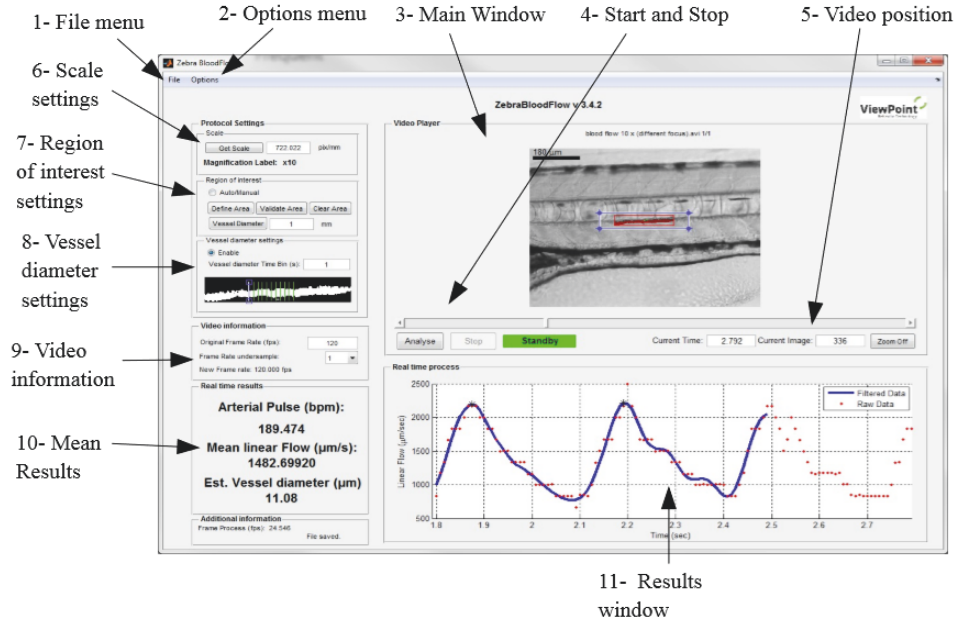 1- File menu
2- Options menu
3- Main Window
4- Start and Stop
5- Video position
6- Scale
settings
7- Region
of interest
settings
8- Vessel
diameter
settings
9- Video
information
10- Mean
Results
11- Results
window
Zebra BloodFlow
File Options
ZebraBloodFlow v 3.4.2
ViewPoint
Protocol Settings
Scale
Get Scale 722.022 pix/mm
Magnification Label: x10
Region of interest
Auto/Manual
Define Area Validate Area Clear Area
Vessel Diameter 1 mm
Vessel diameter settings
Enable
Vessel diameter Time Bin (s): 1
Video information
Original Frame Rate (fps): 120
Frame Rate undersample: 1
New Frame rate: 120.000 fps
Real time results
Arterial Pulse (bpm):
189.474
Mean linear Flow (µm/s):
1482.69920
Est. Vessel diameter (µm)
11.08
Additional information
Frame Process (fps): 24.546
File saved.
Video Player
blood flow 10 x (different focus).avi 1/1
180 µm
Analyse Stop Standby Current Time: 2.792 Current Image: 336 Zoom Off
Real time process
Filtered Data
Raw Data
Linear Flow (µm/sec)
2500
2000
1500
1000
500
1.8 1.9 2 2.1 2.2 2.3 2.4 2.5 2.6 2.7
Time (sec)